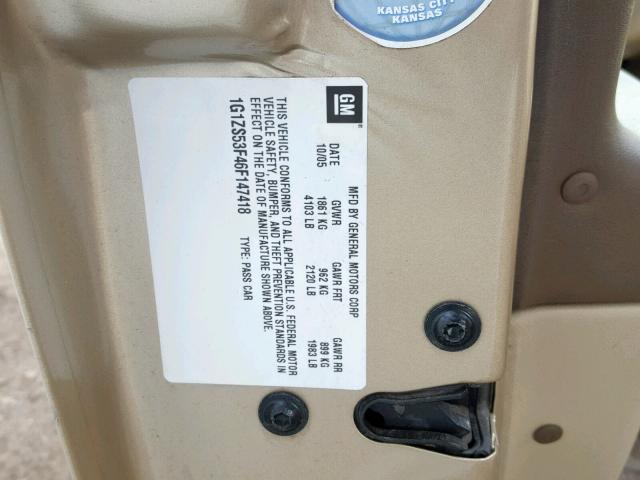 KANSAS CITY
KANSAS
GM
MFD BY GENERAL MOTORS CORP
DATE GVWR GAWR FRT GAWR RR
10/05 1861 KG 962 KG 899 KG
4103 LB 2120 LB 1983 LB
THIS VEHICLE CONFORMS TO ALL APPLICABLE U.S. FEDERAL MOTOR
VEHICLE SAFETY, BUMPER, AND THEFT PREVENTION STANDARDS IN
EFFECT ON THE DATE OF MANUFACTURE SHOWN ABOVE.
1G1ZS53F46F147418 TYPE: PASS CAR